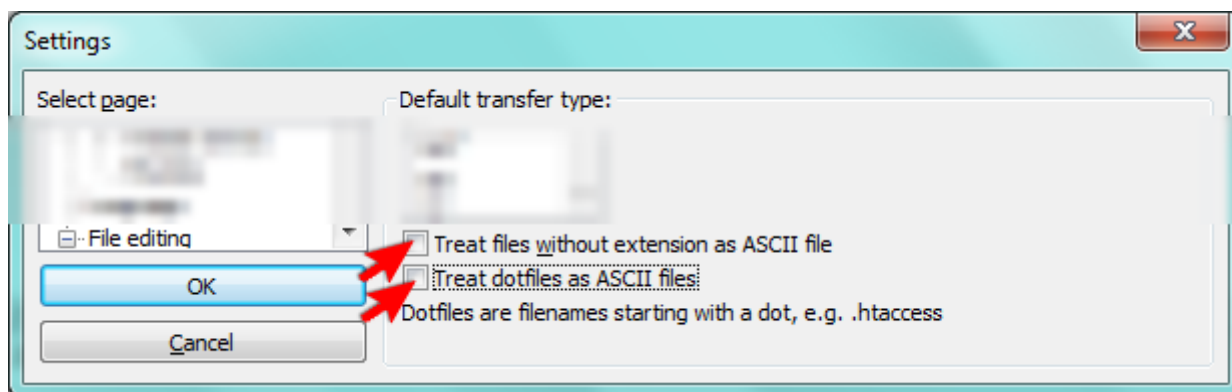 Settings
Select page:
Default transfer type:
File editing
Treat files without extension as ASCII file
Treat dotfiles as ASCII files
OK
Dotfiles are filenames starting with a dot, e.g. .htaccess
Cancel